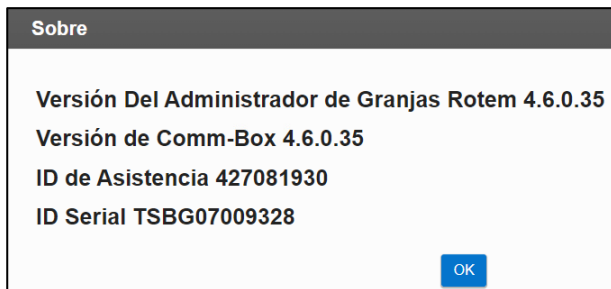 Sobre
Versión Del Administrador de Granjas Rotem 4.6.0.35
Versión de Comm-Box 4.6.0.35
ID de Asistencia 427081930
ID Serial TSBG07009328
OK